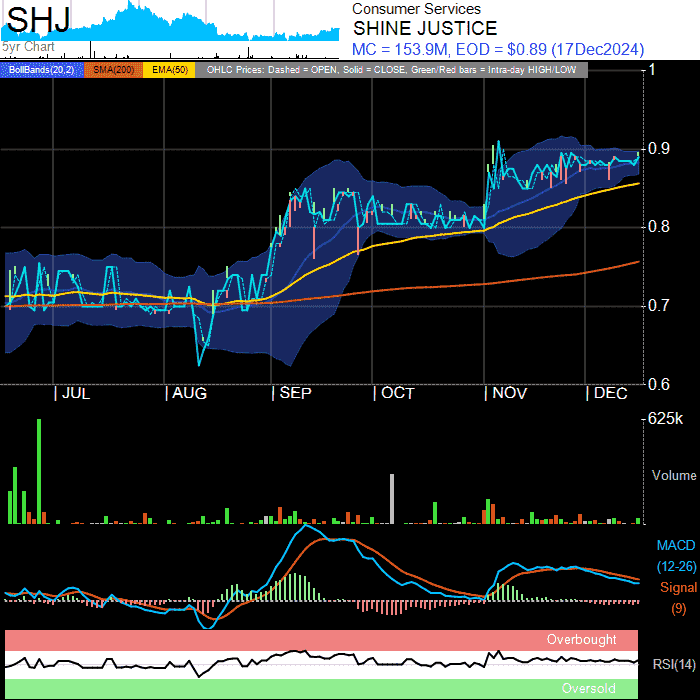 SHJ
5yr Chart
Consumer Services
SHINE JUSTICE
MC = 153.9M, EOD = $0.89 (17Dec2024)
BollBands(20,2) SMA(200) EMA(50) OHLC Prices: Dashed = OPEN, Solid = CLOSE, Green/Red bars = Intra-day HIGH/LOW
1
0.9
0.8
0.7
0.6
JUL AUG SEP OCT NOV DEC
625k
Volume
MACD
(12-26)
Signal
(9)
Overbought
RSI(14)
Oversold